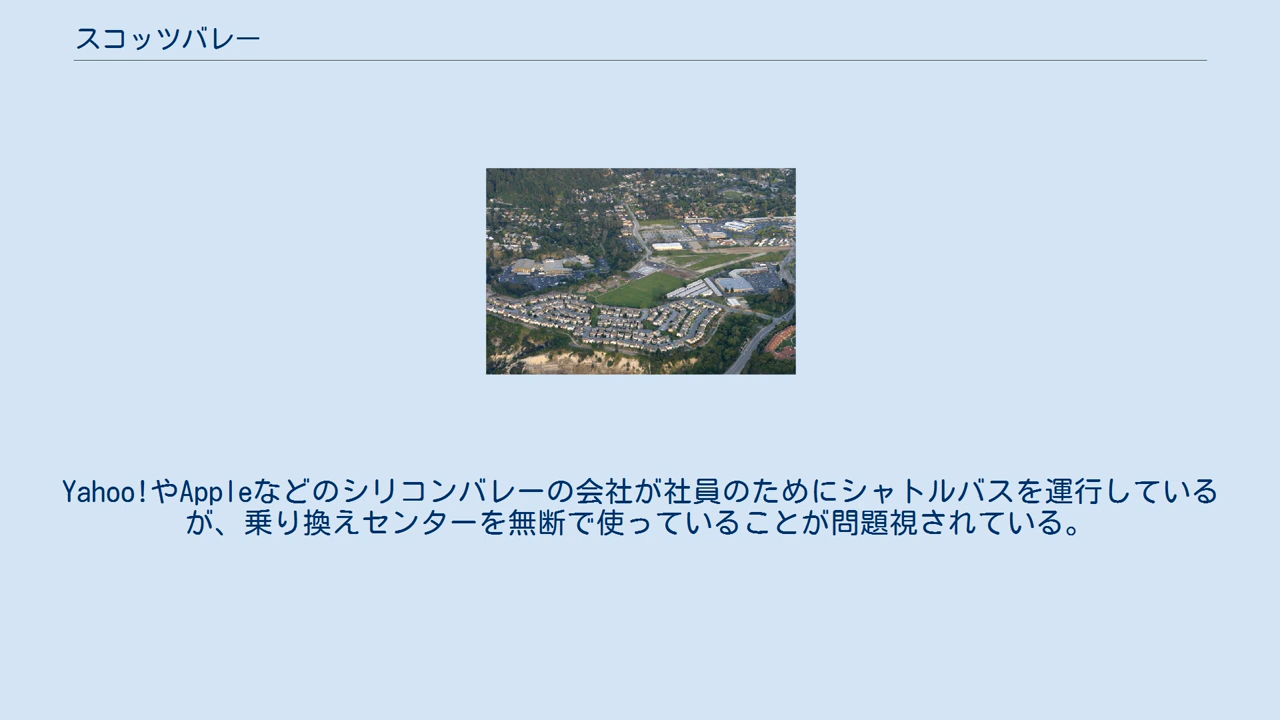 スコッツバレー
Yahoo!やAppleなどのシリコンバレーの会社が社員のためにシャトルバスを運行している
が、乗り換えセンターを無断で使っていることが問題視されている。